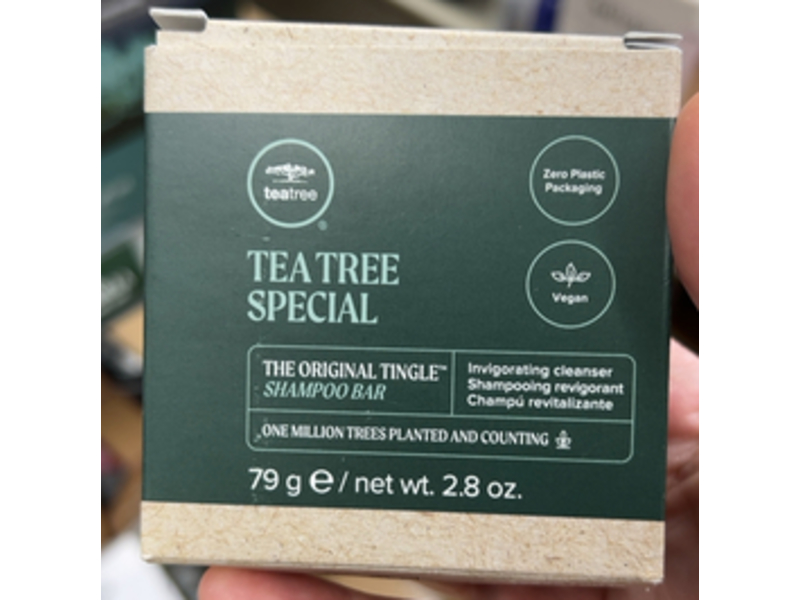 teatree
®
Zero Plastic
Packaging
Vegan
TEA TREE
SPECIAL
THE ORIGINAL TINGLE™
SHAMPOO BAR
Invigorating cleanser
Shampooing revigorant
Champú revitalizante
ONE MILLION TREES PLANTED AND COUNTING
79 g e / net wt. 2.8 oz.